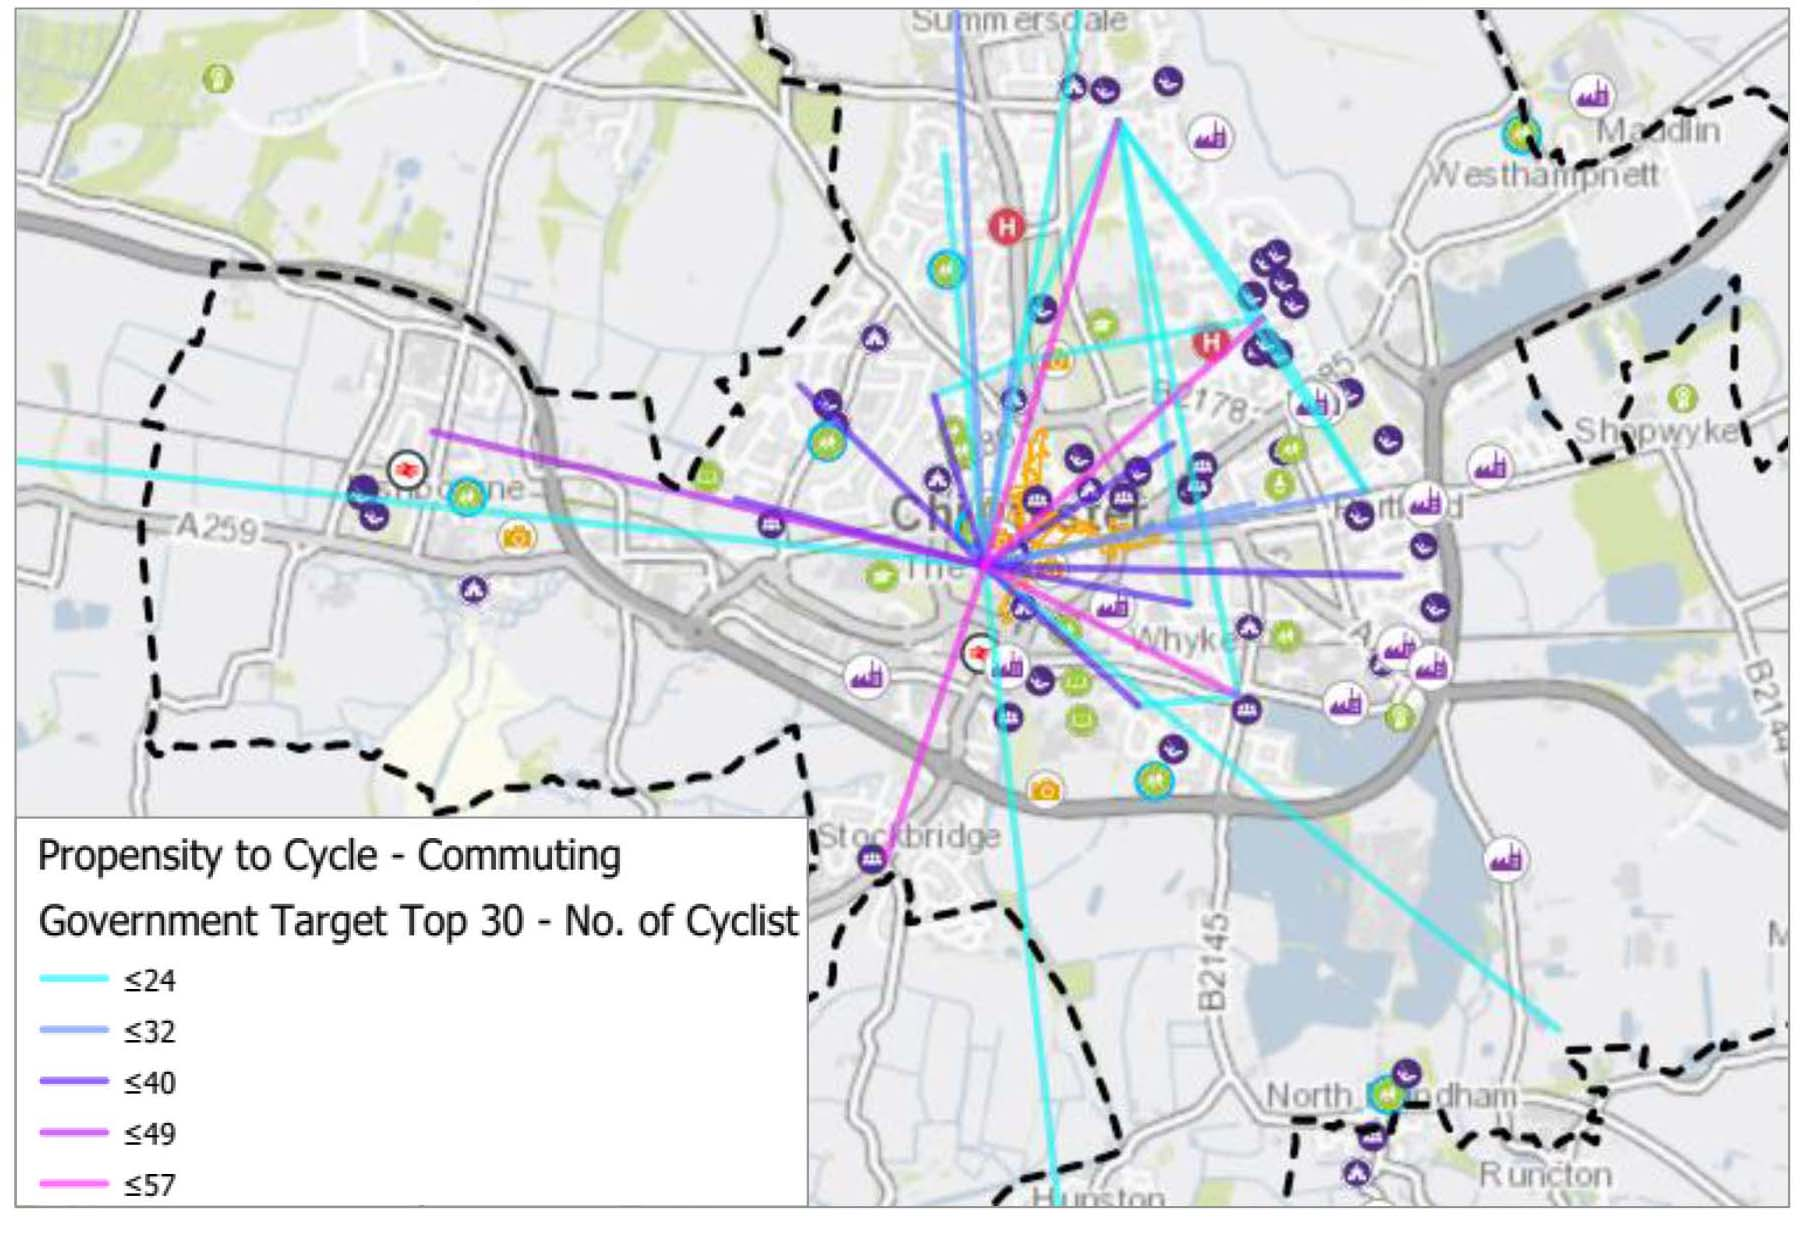 Summersdale
Maudlin
Westhampnett
B2178
Shopwyke
A259
Whyke
Stockbridge
Propensity to Cycle - Commuting
Government Target Top 30 - No. of Cyclist
≤24
≤32
≤40
≤49
≤57
B2145
B2144
North
Runcton
Hunston